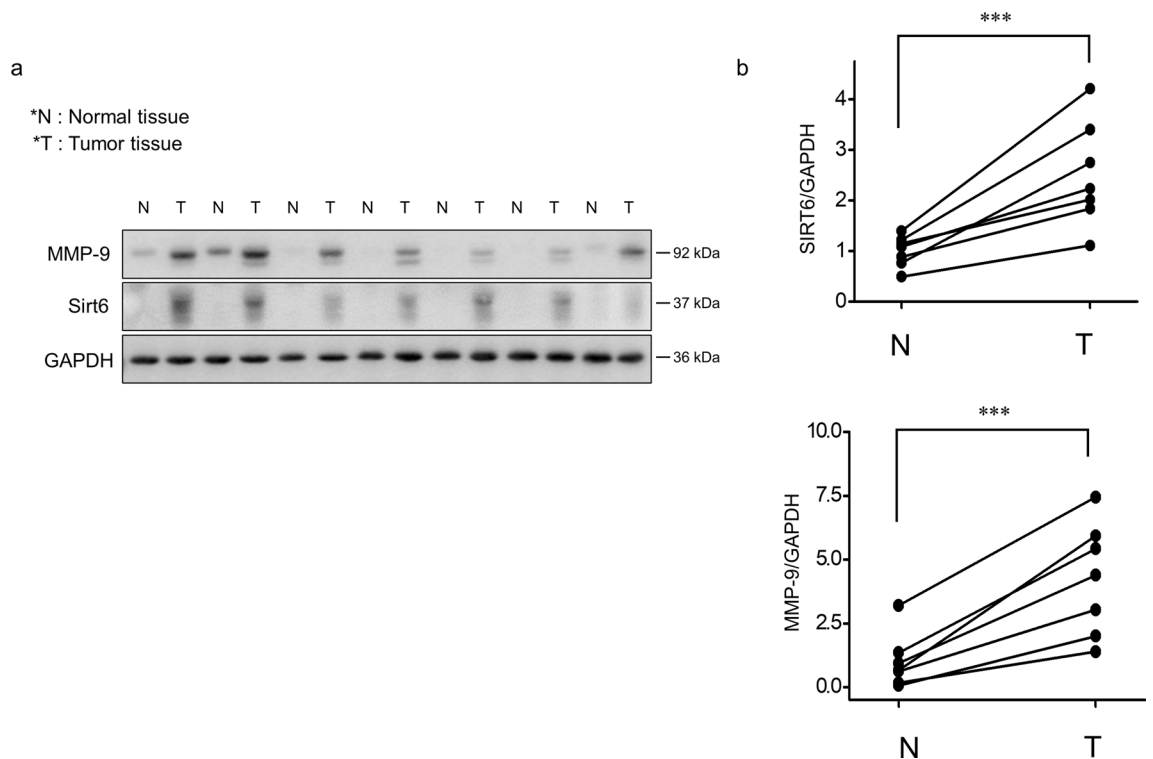 a
*N : Normal tissue
*T : Tumor tissue
N T N T N T N T N T N T N T
MMP-9 92 kDa
Sirt6 37 kDa
GAPDH 36 kDa
b
***
SIRT6/GAPDH
4
3
2
1
0
N T
***
MMP-9/GAPDH
10.0
7.5
5.0
2.5
0.0
N T